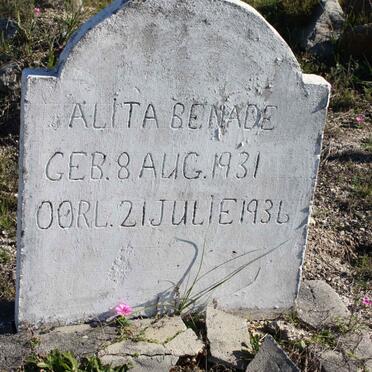 ALITA BENADE
GEB. 8 AUG. 1931
OORL. 21 JULIE 1936